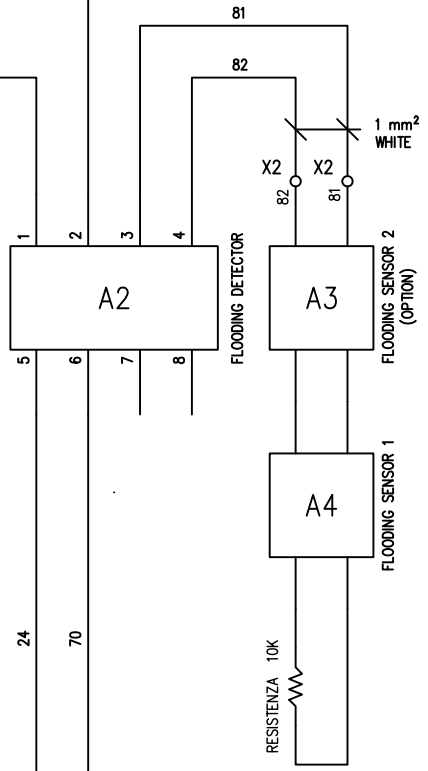 81
82
1 mm²
WHITE
X2
X2
82
81
1
2
3
4
A2
FLOODING DETECTOR
A3
FLOODING SENSOR 2
(OPTION)
5
6
7
8
A4
FLOODING SENSOR 1
24
70
RESISTENZA 10K